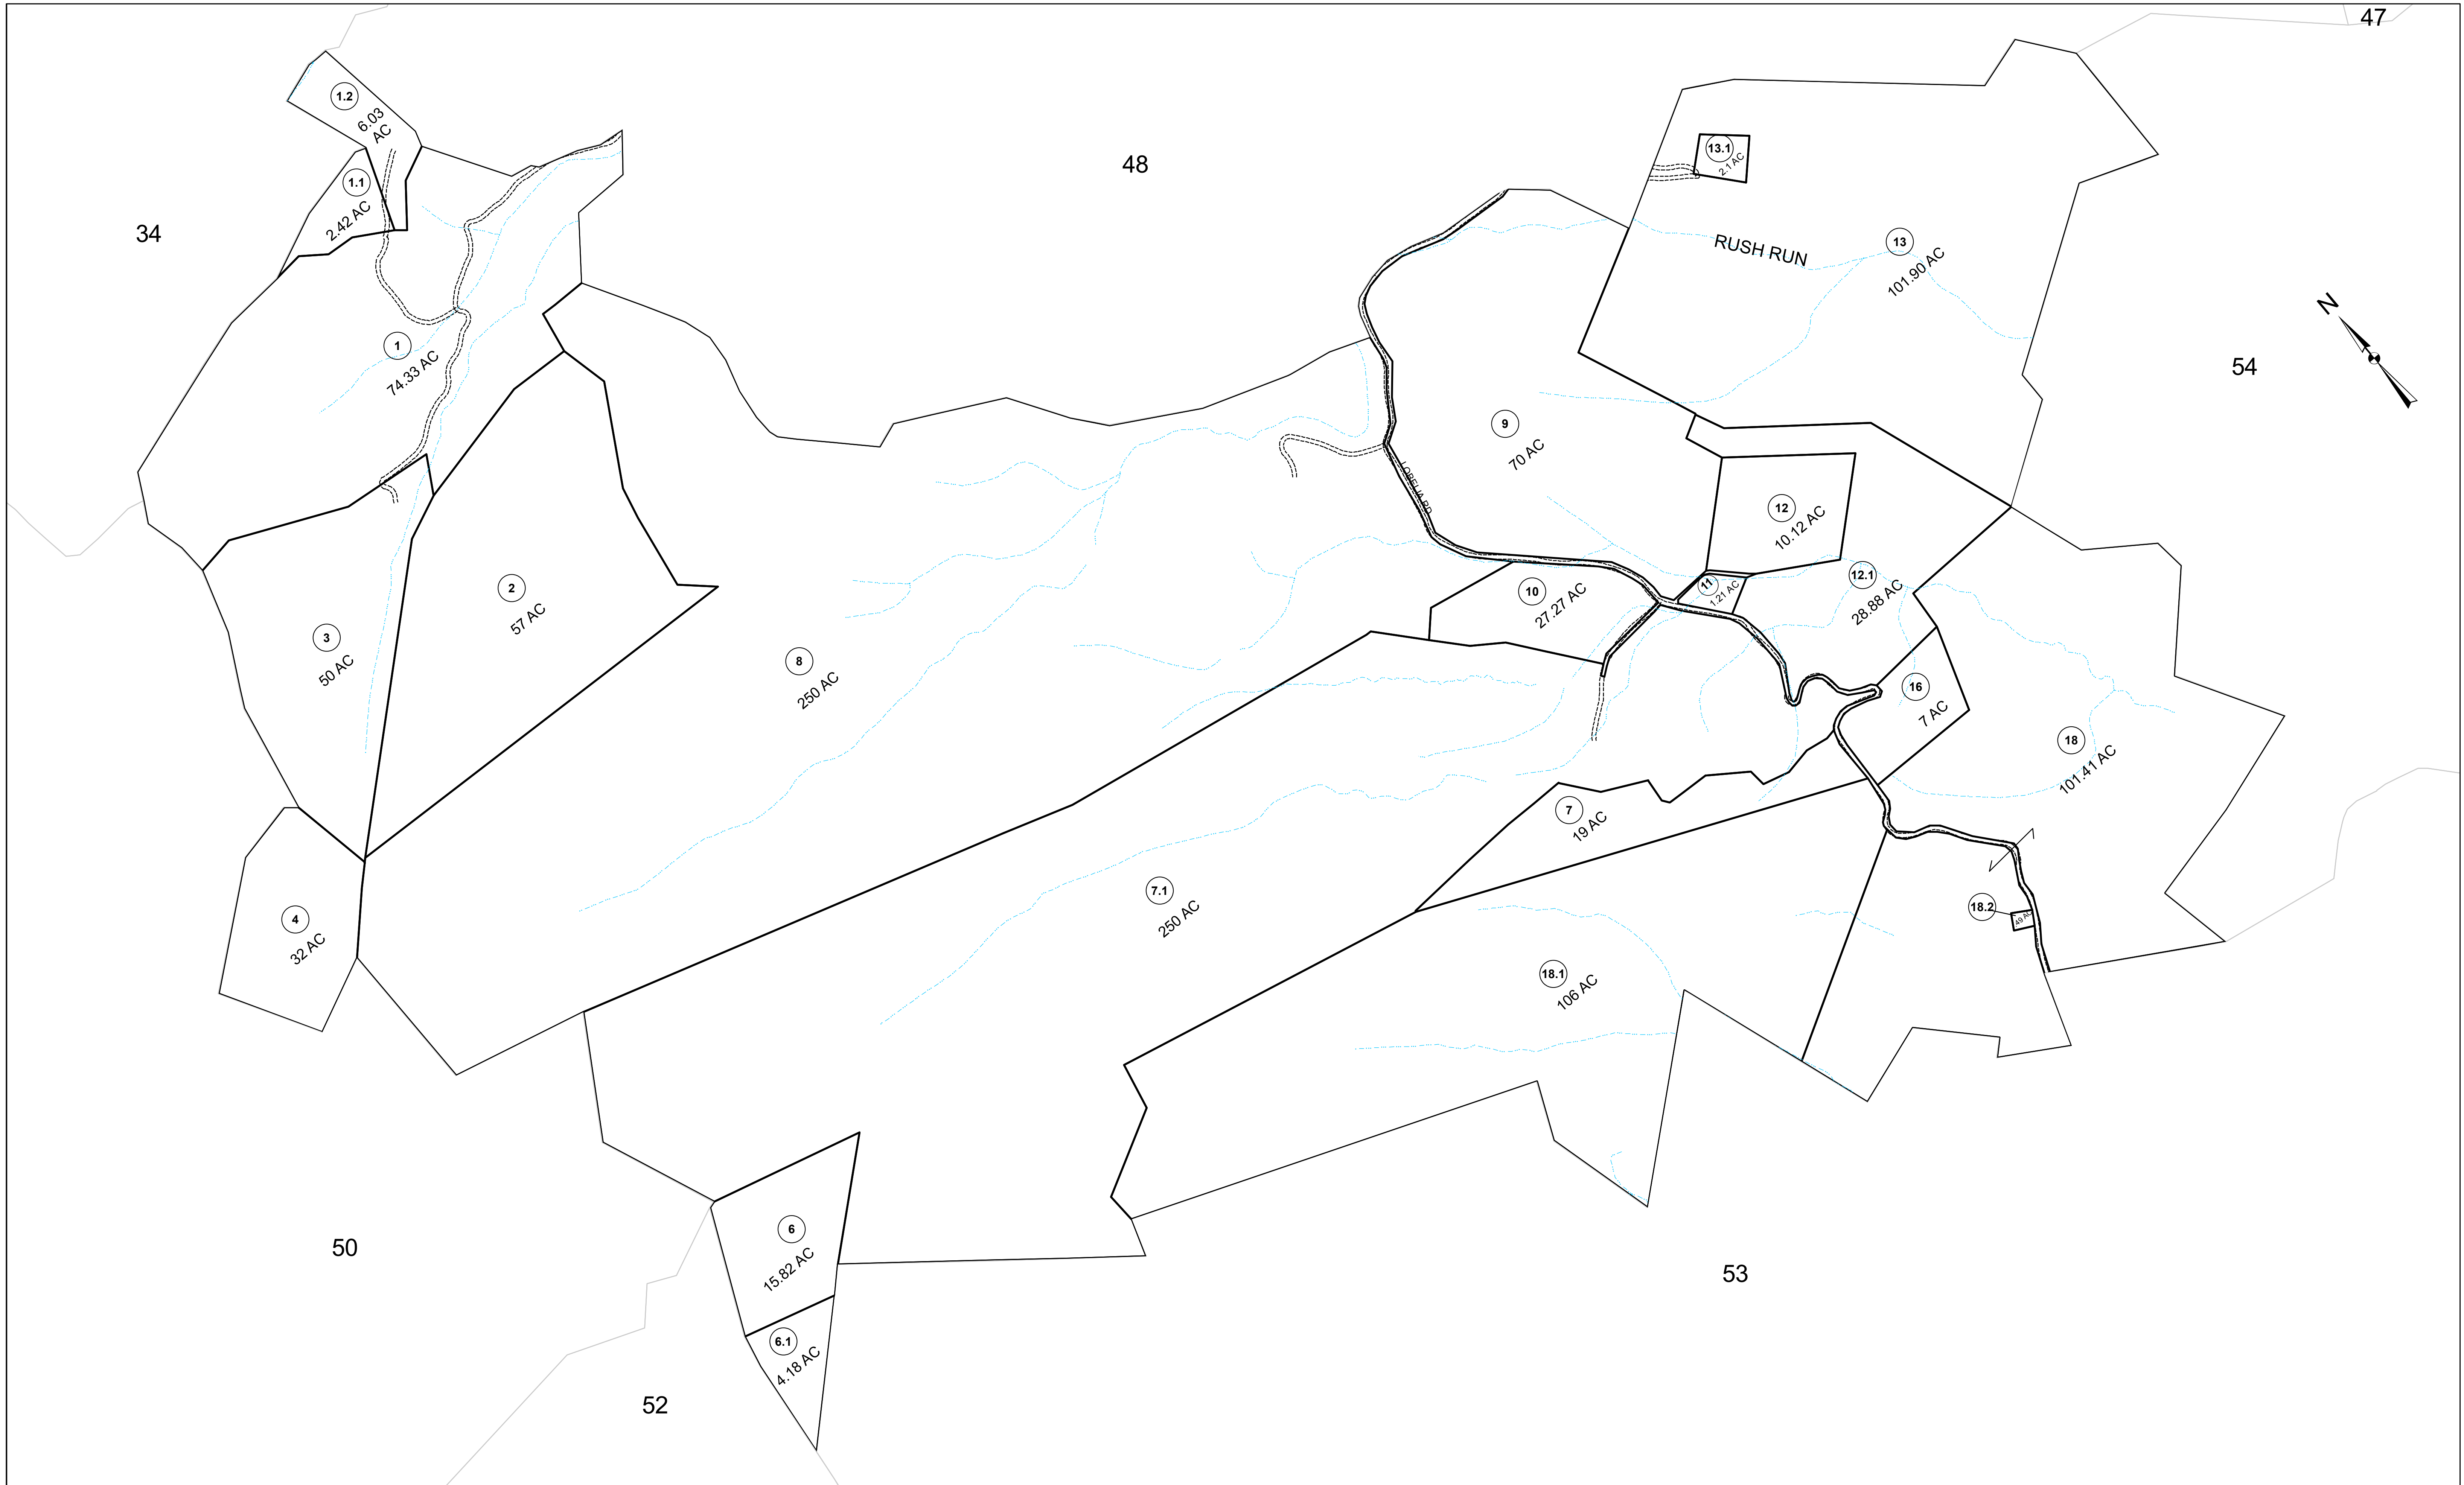 47
1.2
6.03
AC
13.1
2.1 AC
48
1.1
2.42 AC
34
RUSH RUN
13
101.90 AC
N
1
74.33 AC
54
9
70 AC
LOBELIA RD
12
10.12 AC
12.1
28.88 AC
11
1.21 AC
10
27.27 AC
2
57 AC
3
50 AC
8
250 AC
16
7 AC
18
101.41 AC
7
19 AC
7.1
250 AC
18.2
.49 AC
4
32 AC
18.1
106 AC
6
15.82 AC
50
53
6.1
4.18 AC
52